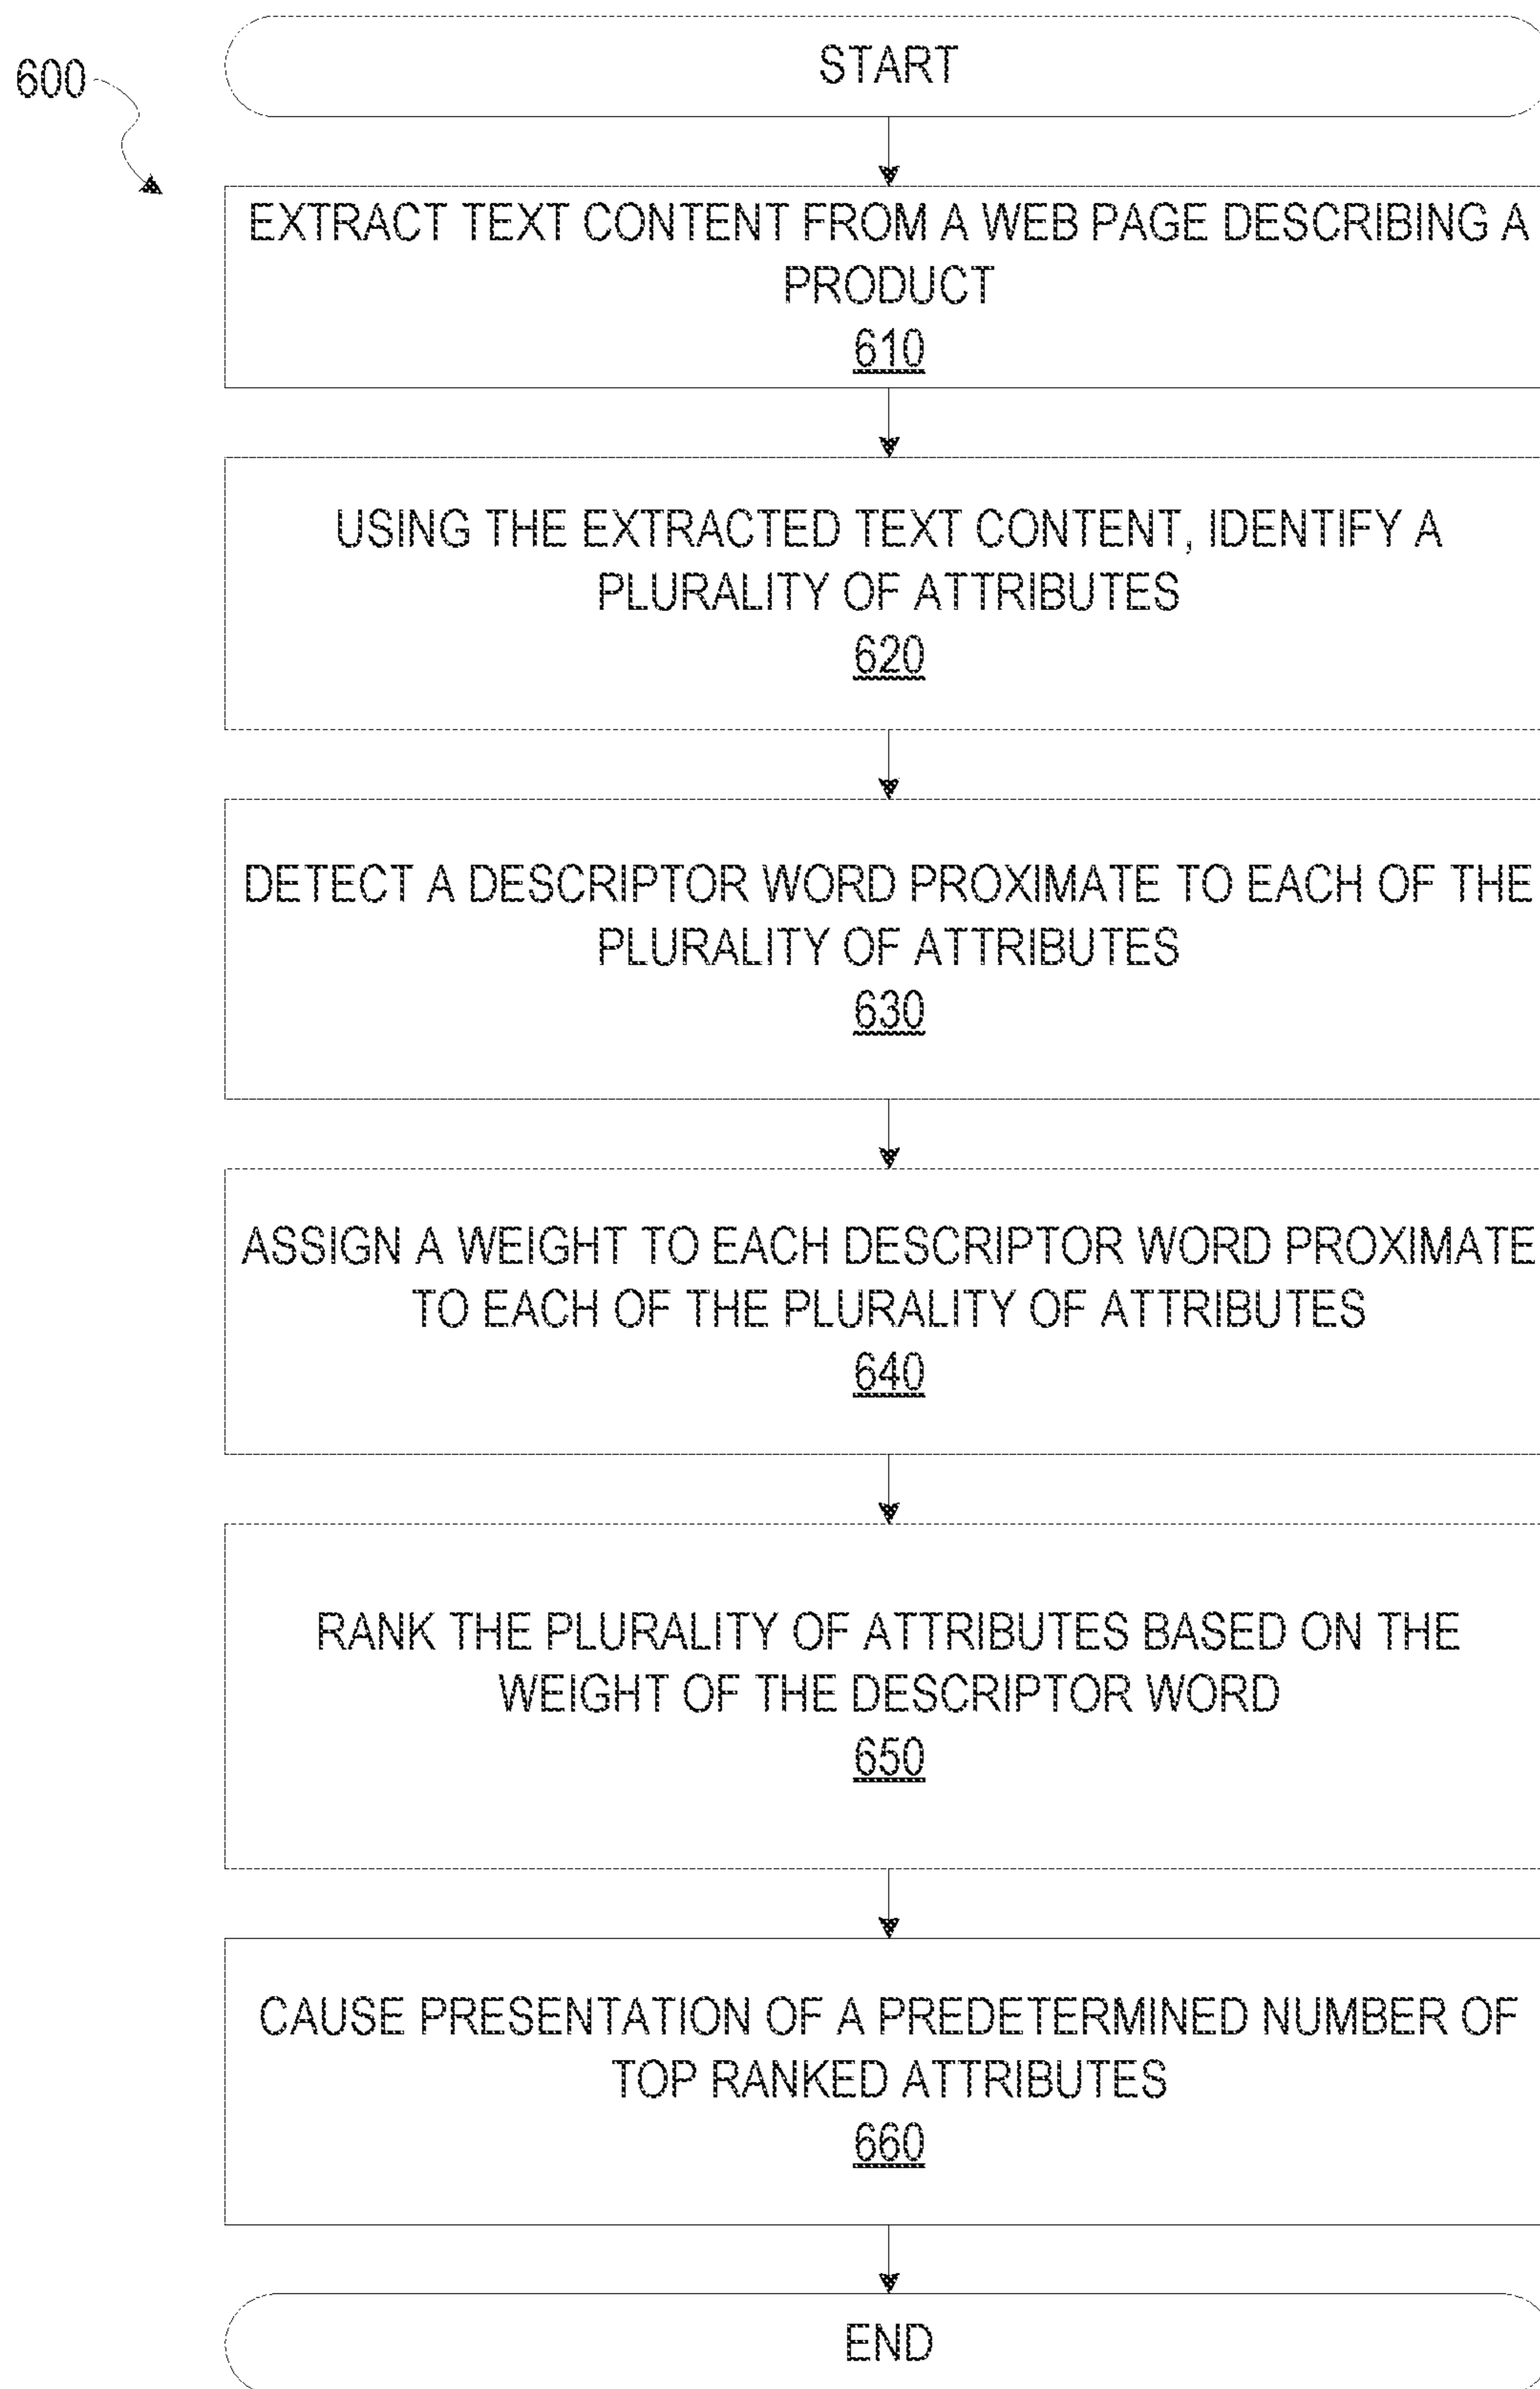 600
START
EXTRACT TEXT CONTENT FROM A WEB PAGE DESCRIBING A
PRODUCT
610
USING THE EXTRACTED TEXT CONTENT, IDENTIFY A
PLURALITY OF ATTRIBUTES
620
DETECT A DESCRIPTOR WORD PROXIMATE TO EACH OF THE
PLURALITY OF ATTRIBUTES
630
ASSIGN A WEIGHT TO EACH DESCRIPTOR WORD PROXIMATE
TO EACH OF THE PLURALITY OF ATTRIBUTES
640
RANK THE PLURALITY OF ATTRIBUTES BASED ON THE
WEIGHT OF THE DESCRIPTOR WORD
650
CAUSE PRESENTATION OF A PREDETERMINED NUMBER OF
TOP RANKED ATTRIBUTES
660
END